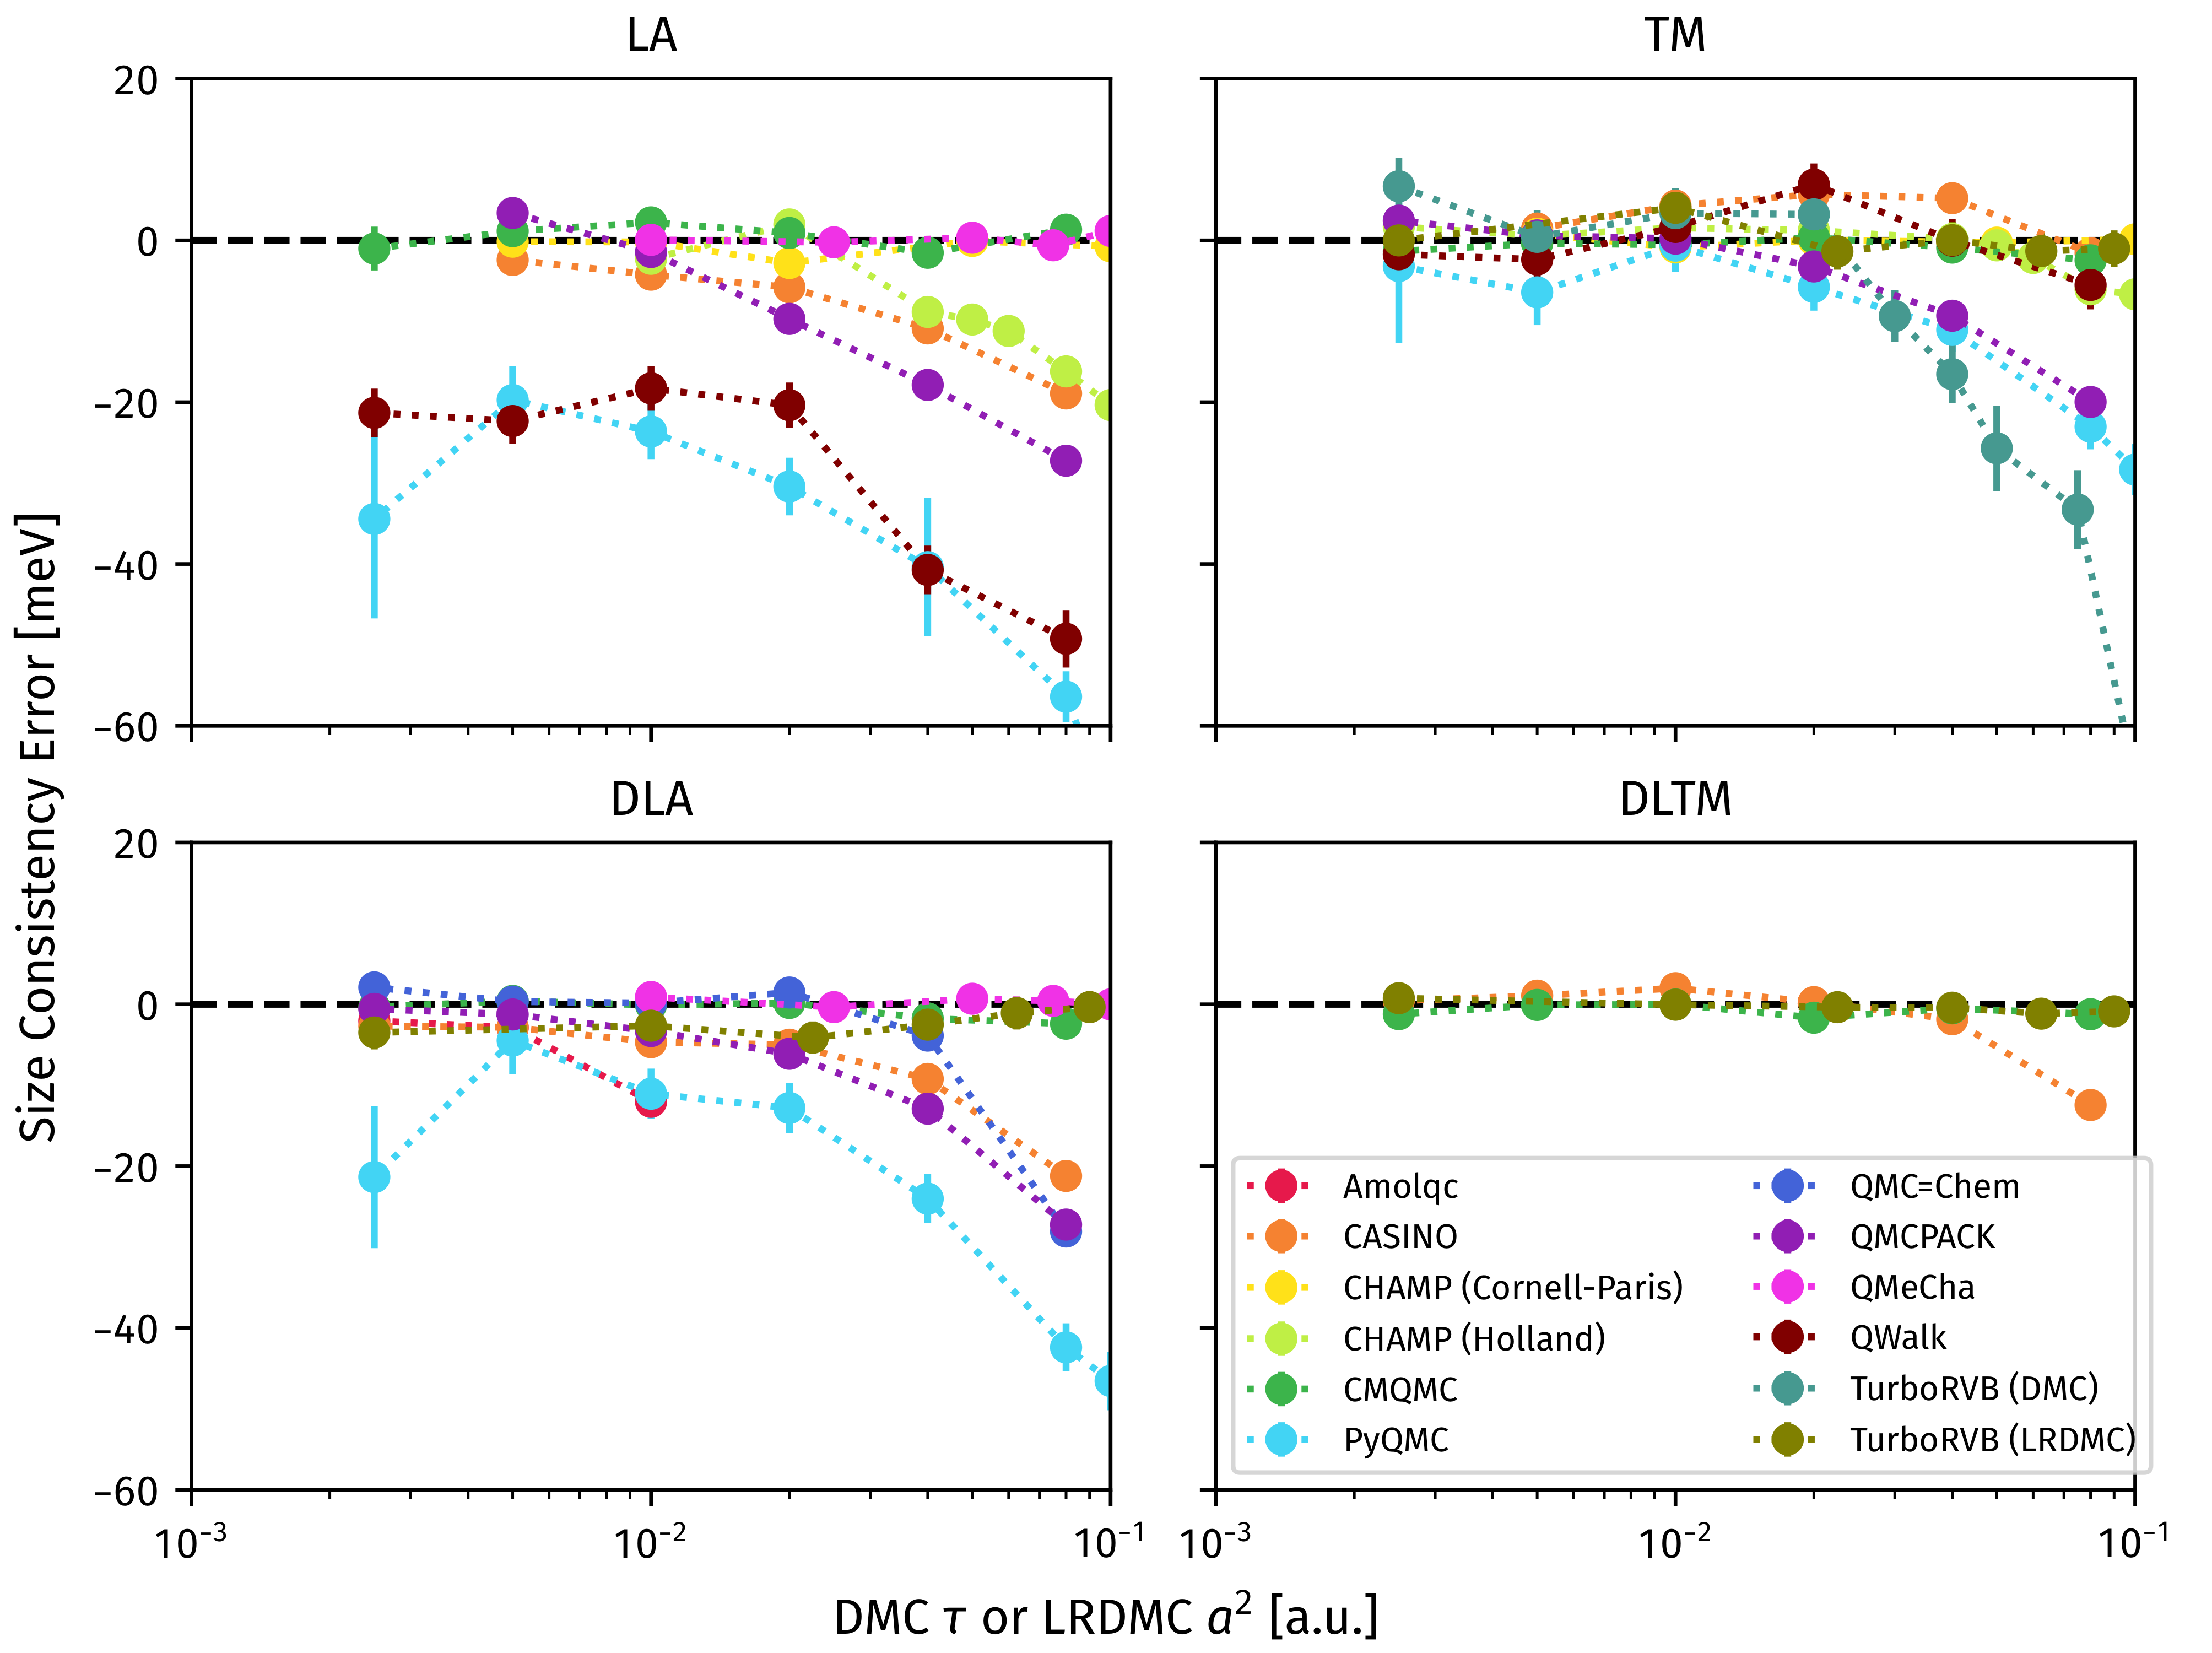 LA
TM
20
0
−20
−40
−60
Size Consistency Error [meV]
DLA
DLTM
20
0
−20
−40
−60
Amolqc
CASINO
CHAMP (Cornell-Paris)
CHAMP (Holland)
CMQMC
PyQMC
QMC=Chem
QMCPACK
QMeCha
QWalk
TurboRVB (DMC)
TurboRVB (LRDMC)
10⁻³ 10⁻² 10⁻¹ 10⁻³ 10⁻² 10⁻¹
DMC τ or LRDMC a² [a.u.]